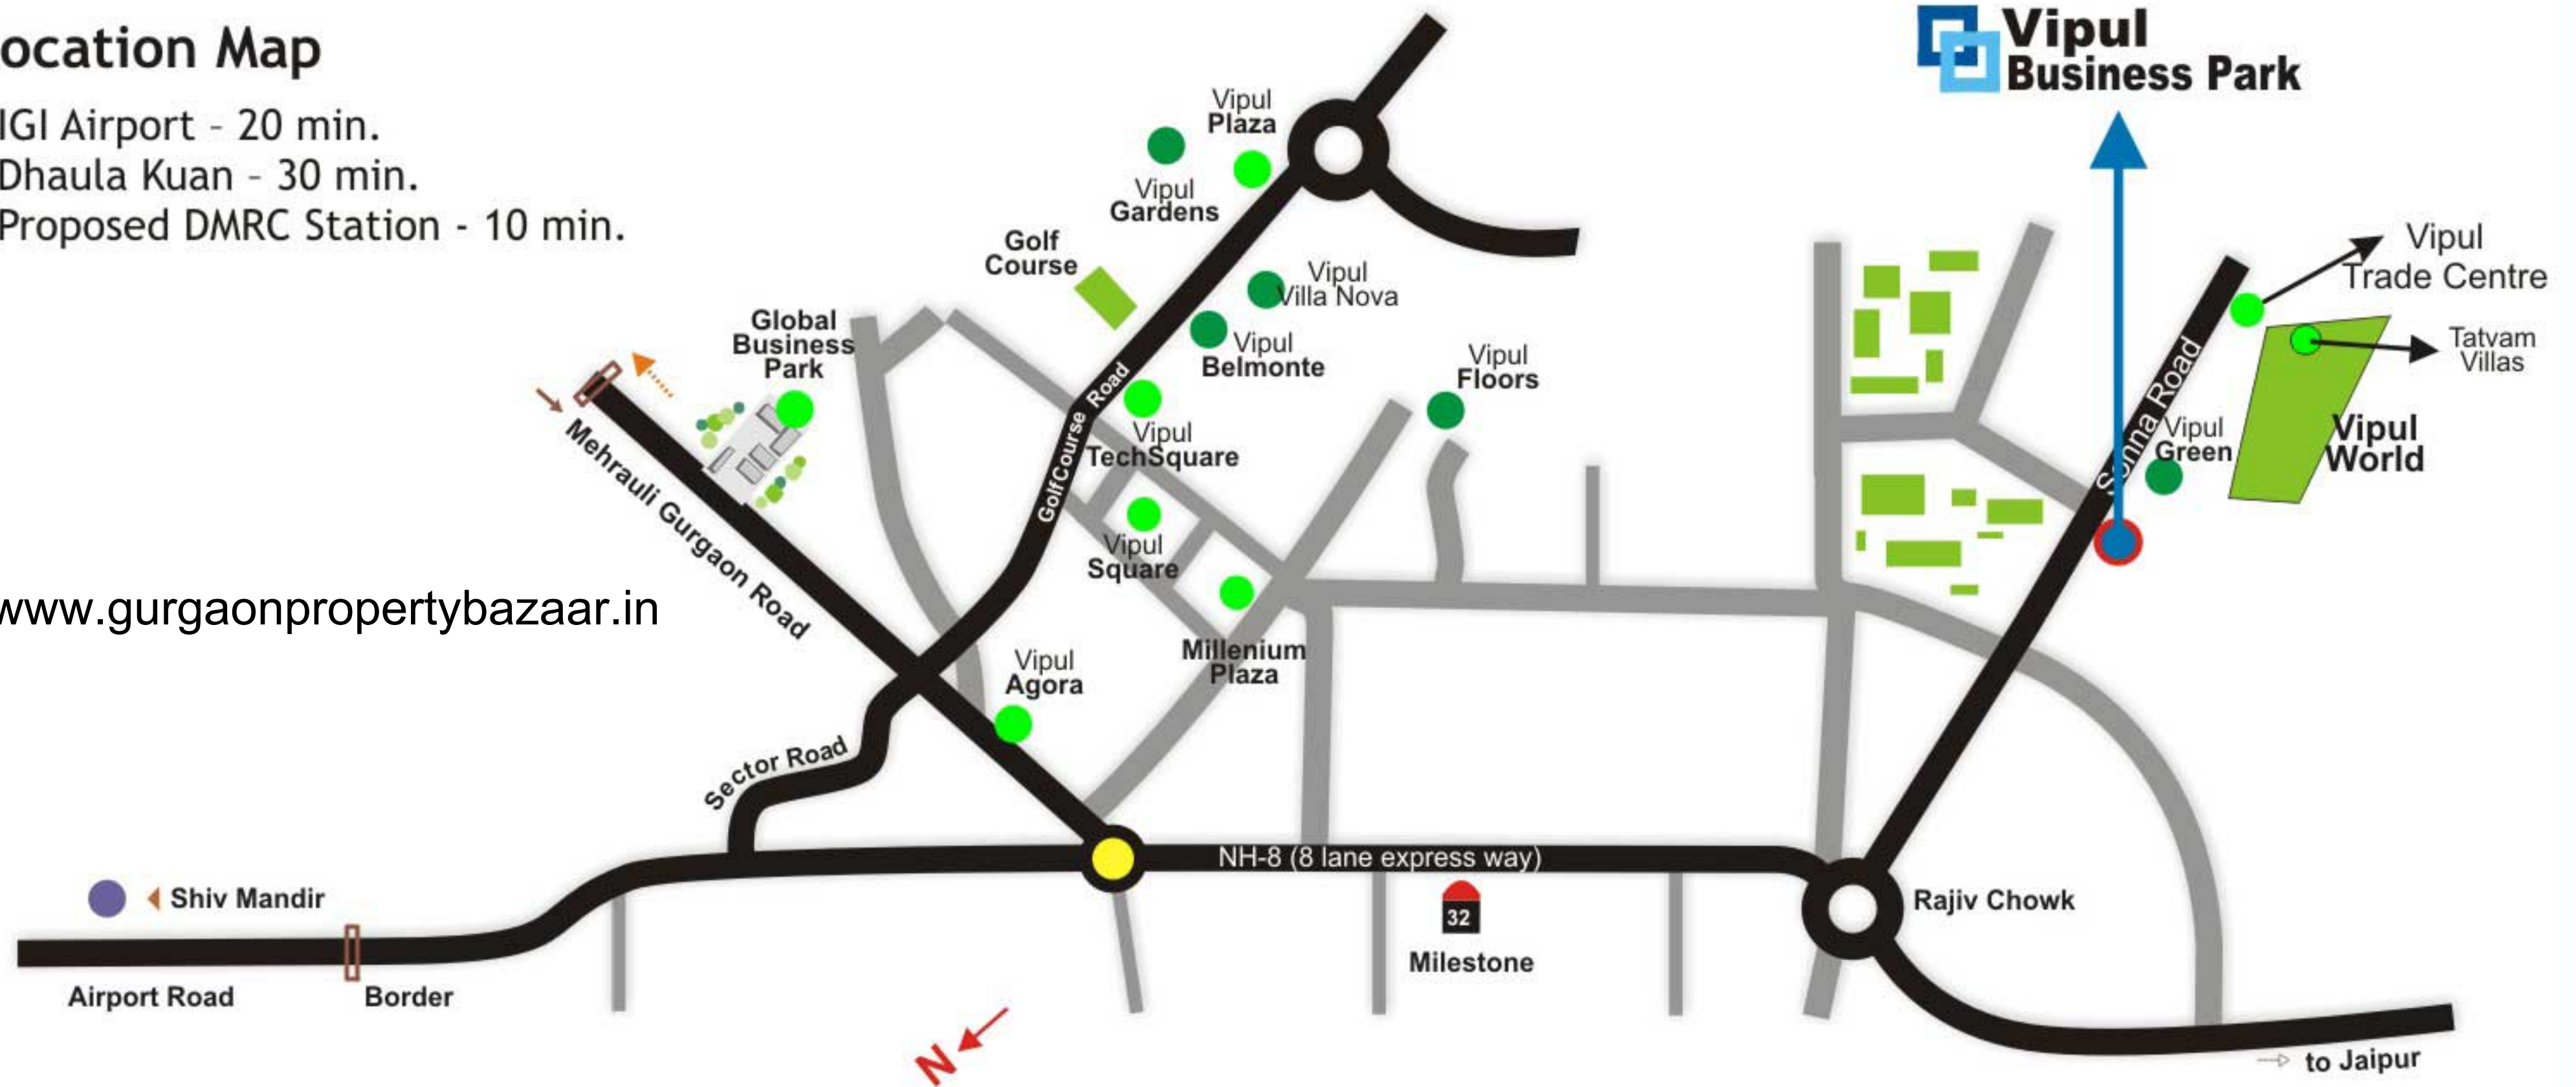 ocation Map
IGI Airport - 20 min.
Dhaula Kuan - 30 min.
Proposed DMRC Station - 10 min.
Vipul
Business Park
Vipul
Plaza
Vipul
Gardens
Golf
Course
Vipul
Villa Nova
Vipul
Belmonte
Global
Business
Park
Vipul
Floors
Vipul
Trade Centre
Tatvam
Villas
Vipul
World
Vipul
Green
Sohna Road
GolfCourse Road
Vipul
TechSquare
Vipul
Square
Mehrauli Gurgaon Road
www.gurgaonpropertybazaar.in
Millenium
Plaza
Vipul
Agora
Sector Road
NH-8 (8 lane express way)
Shiv Mandir
32
Milestone
Rajiv Chowk
Airport Road
Border
N
to Jaipur